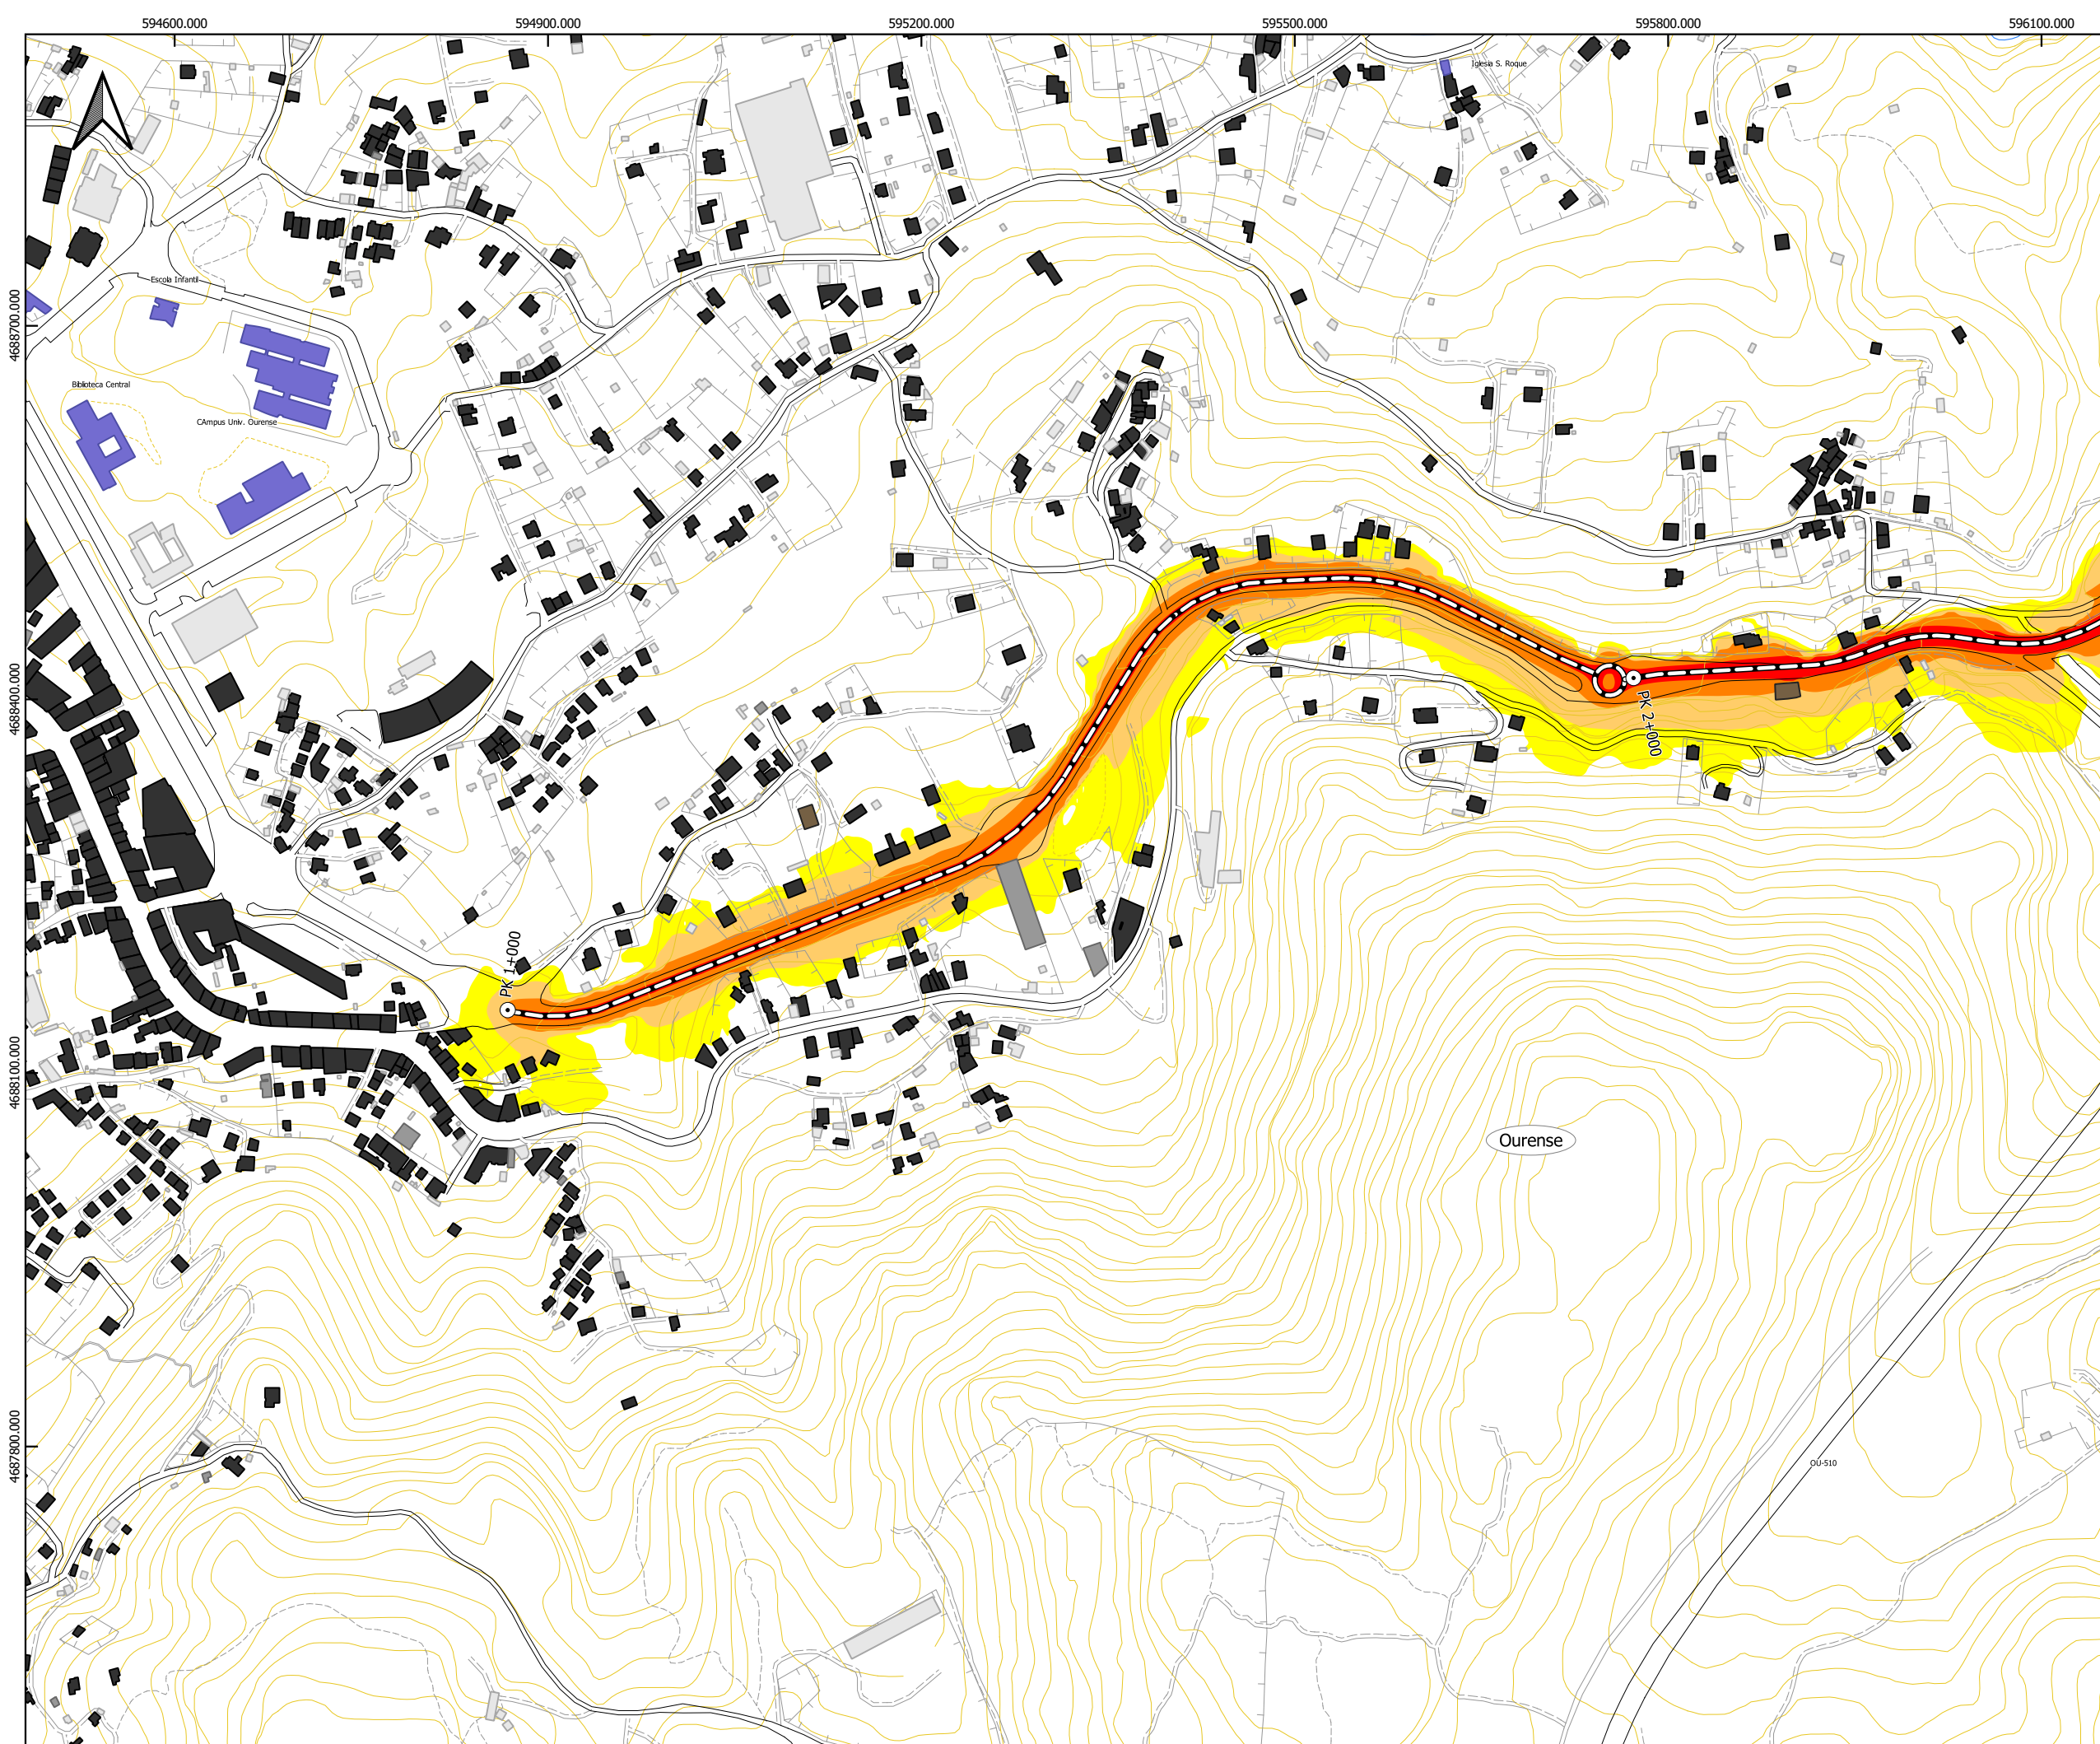 594600.000
594900.000
595200.000
595500.000
595800.000
596100.000
Iglesia S. Roque
Escola Infantil
4688700.000
Biblioteca Central
CAmpus Univ. Ourense
4688400.000
PK 2+000
PK 1+000
4688100.000
Ourense
4687800.000
OU-510